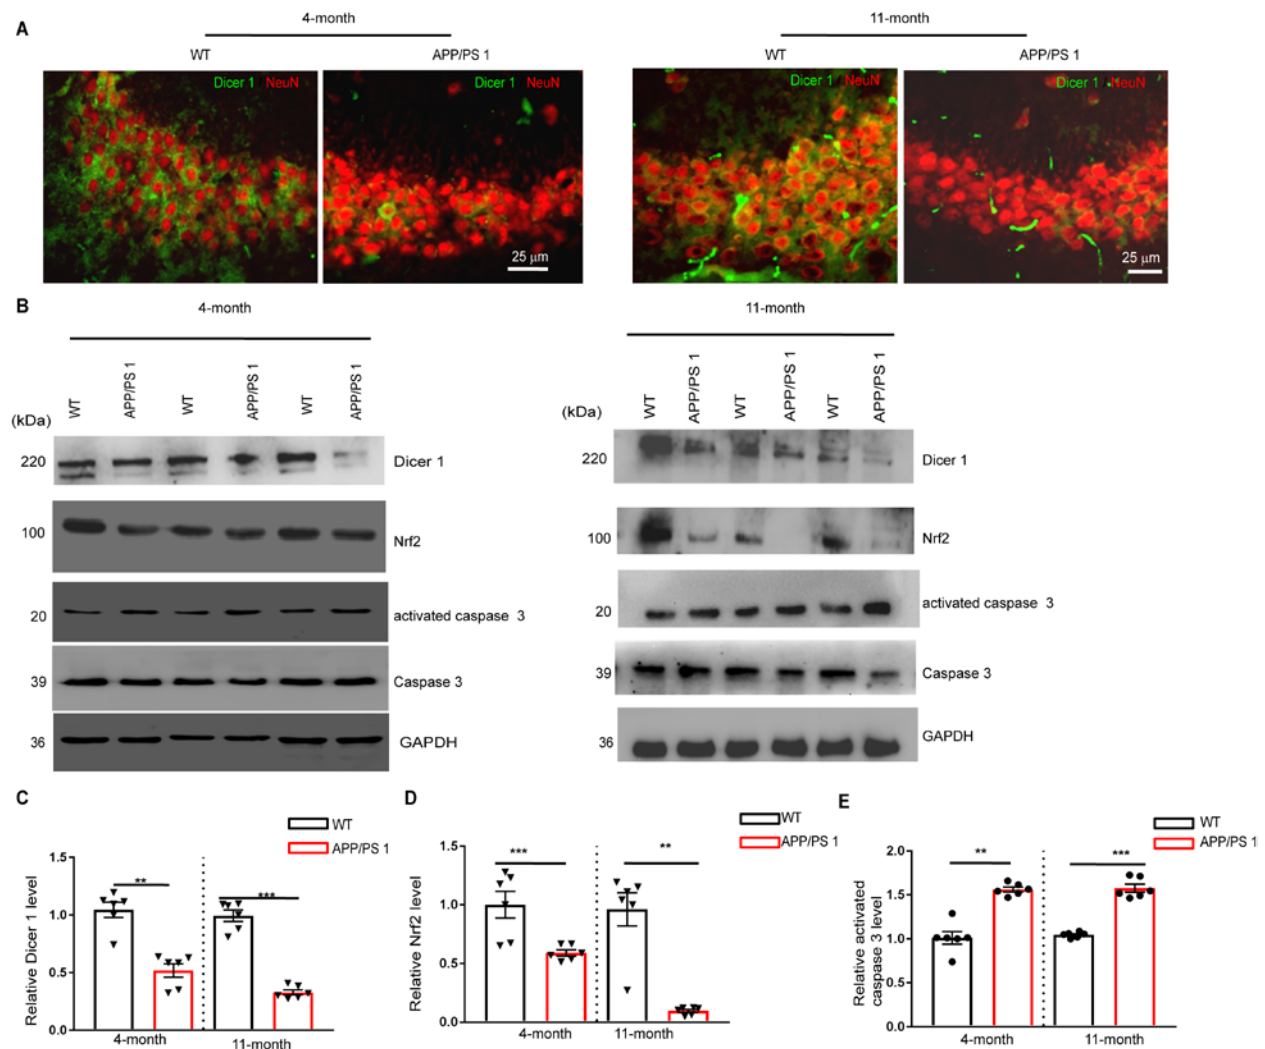 A
4-month
11-month
WT
APP/PS 1
WT
APP/PS 1
Dicer 1 NeuN
Dicer 1 NeuN
Dicer 1 NeuN
Dicer 1 NeuN
25 μm
25 μm
B
4-month
11-month
(kDa)
WT
APP/PS 1
WT
APP/PS 1
WT
APP/PS 1
220
Dicer 1
100
Nrf2
20
activated caspase 3
39
Caspase 3
36
GAPDH
(kDa)
WT
APP/PS 1
WT
APP/PS 1
WT
APP/PS 1
220
Dicer 1
100
Nrf2
20
activated caspase 3
39
Caspase 3
36
GAPDH
C
WT
APP/PS 1
Relative Dicer 1 level
1.5
1.0
0.5
0.0
**
***
4-month
11-month
D
WT
APP/PS 1
Relative Nrf2 level
1.5
1.0
0.5
0.0
***
**
4-month
11-month
E
WT
APP/PS 1
Relative activated
caspase 3 level
2.0
1.5
1.0
0.5
0.0
**
***
4-month
11-month